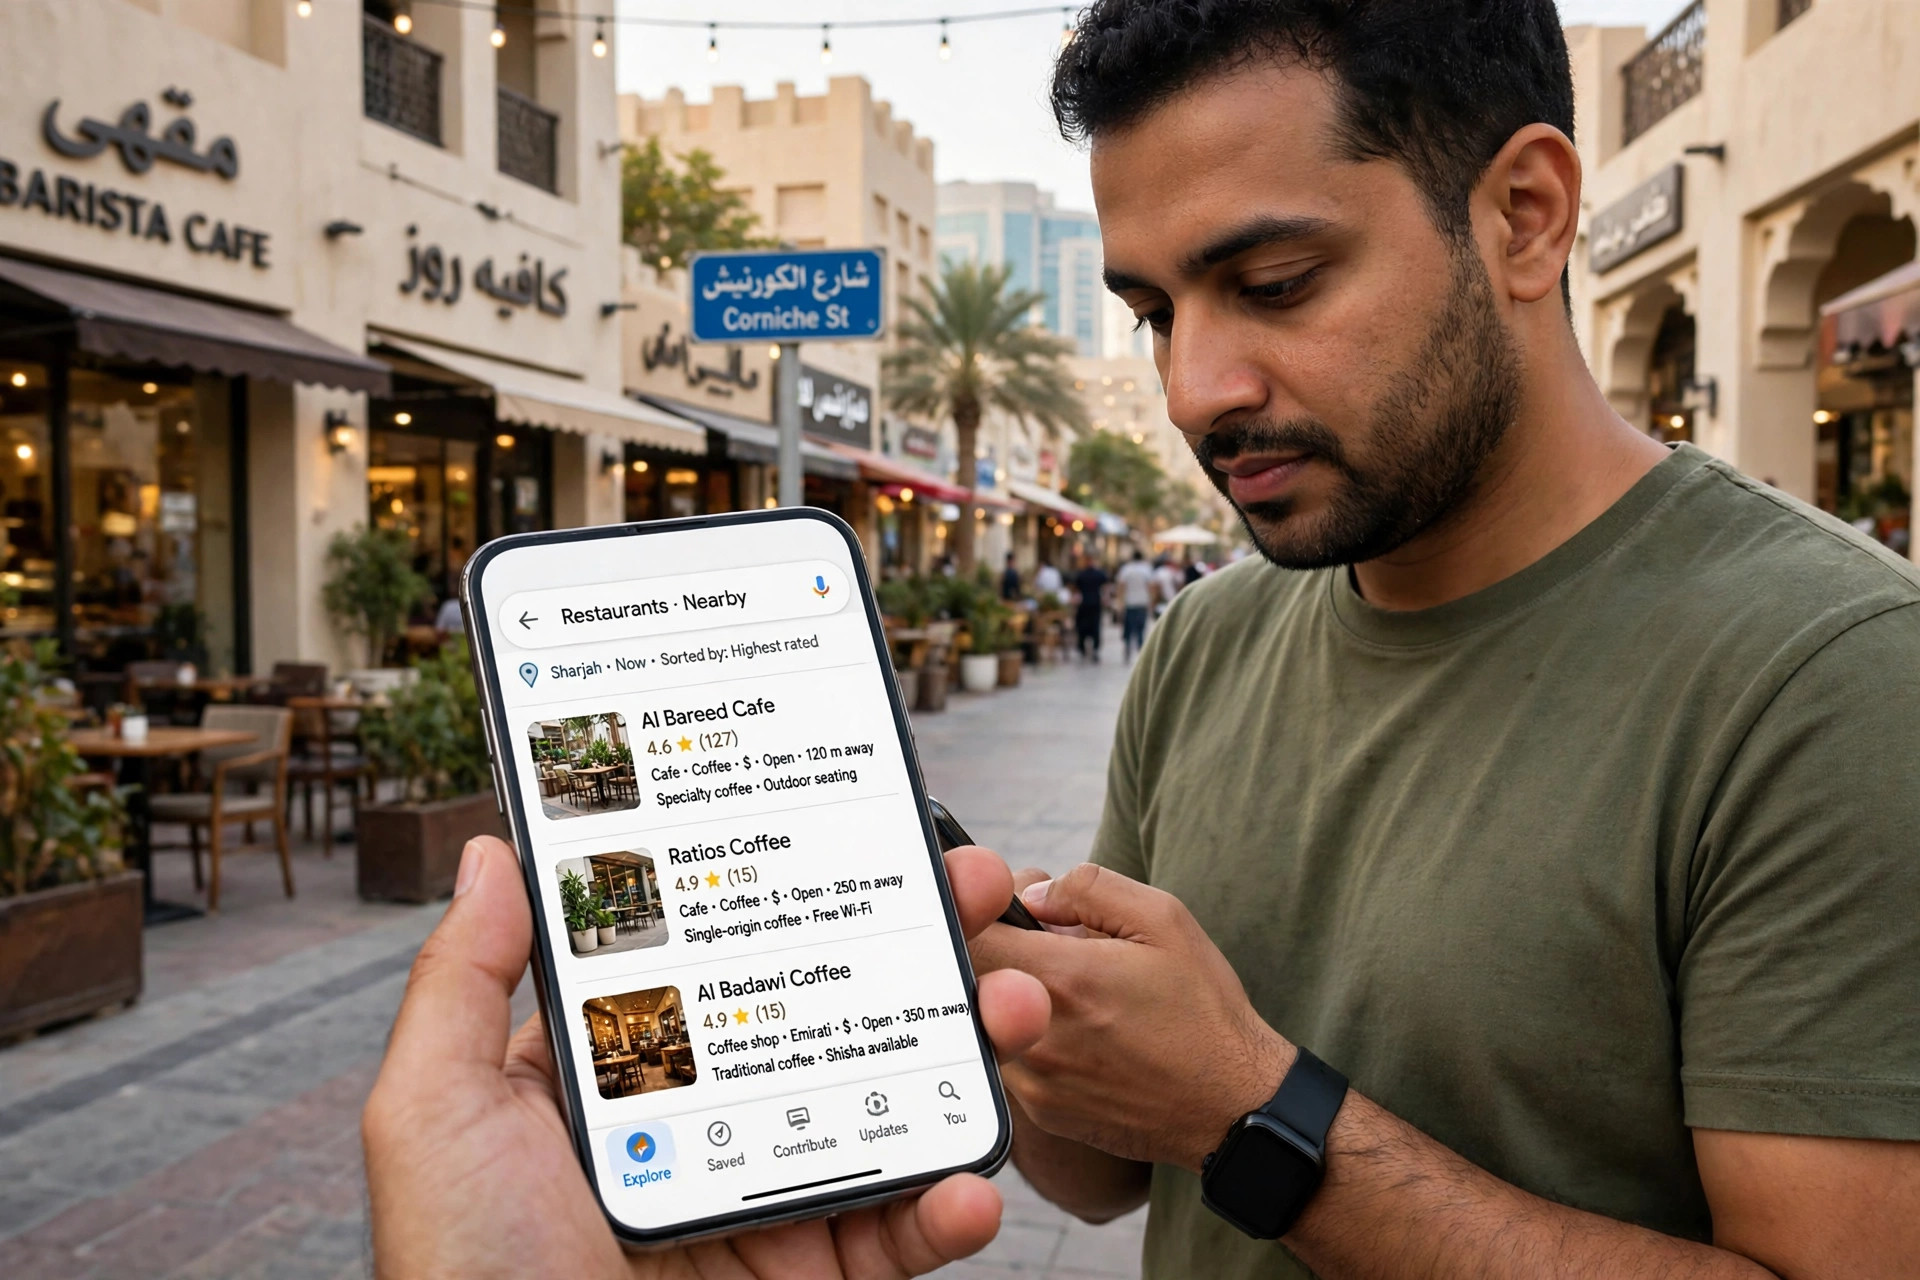 مقهى
BARISTA CAFE
كافيه روز
شارع الكورنيش
Corniche St
Restaurants · Nearby
Sharjah • Now • Sorted by: Highest rated
Al Bareed Cafe
4.6 ★ (127)
Cafe • Coffee • $ • Open • 120 m away
Specialty coffee • Outdoor seating
Ratios Coffee
4.9 ★ (15)
Cafe • Coffee • $ • Open • 250 m away
Single-origin coffee • Free Wi-Fi
Al Badawi Coffee
4.9 ★ (15)
Coffee shop • Emirati • $ • Open • 350 m away
Traditional coffee • Shisha available
Explore
Saved
Contribute
Updates
You